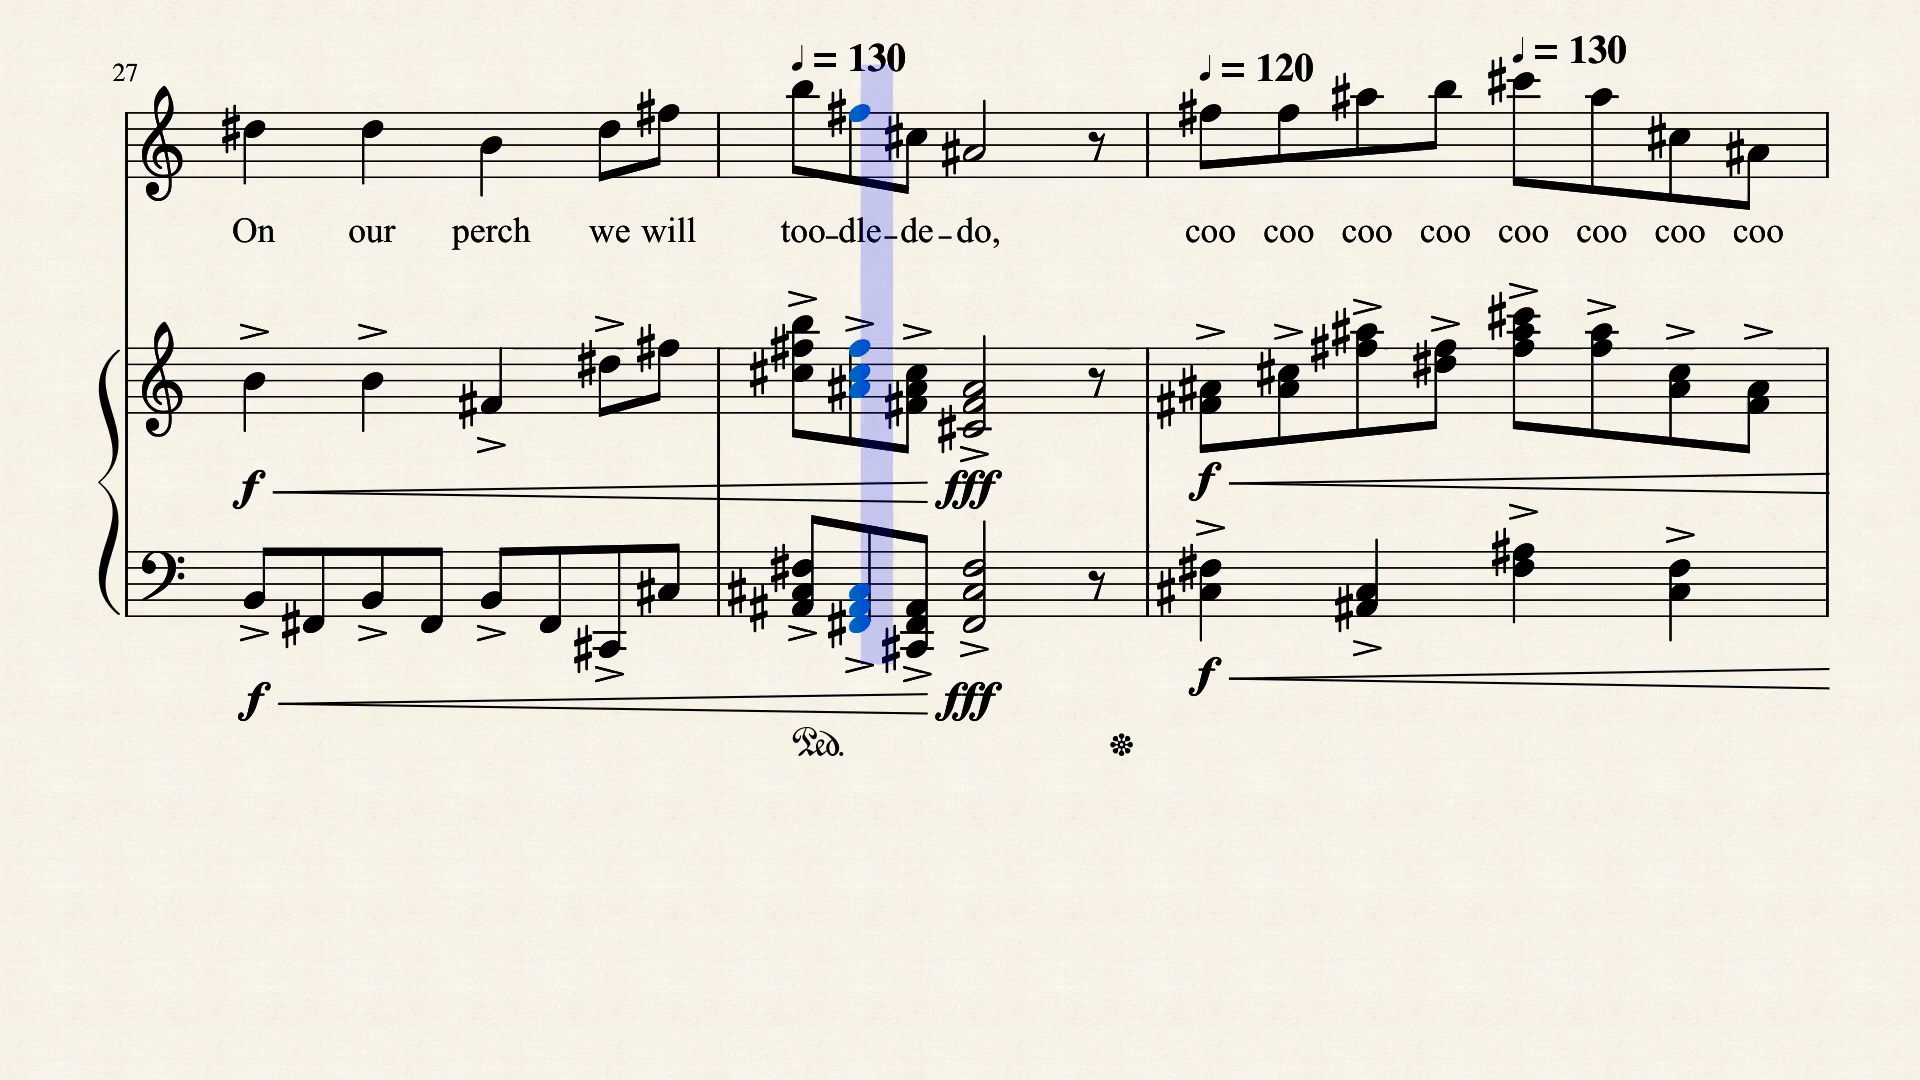 27
♩ = 130
♩ = 120
♩ = 130
On our perch we will too-dle-de-do, coo coo coo coo coo coo coo coo
f fff f
f fff f
Ped.